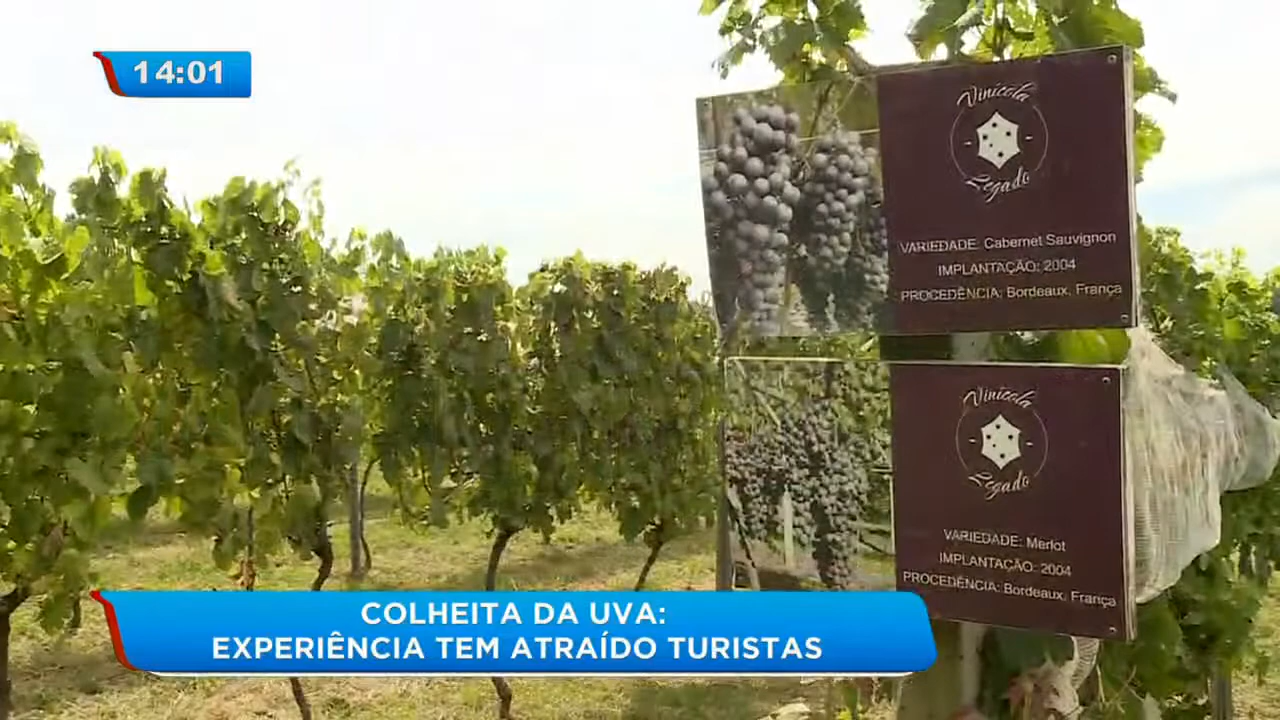 14:01
Vinícola
Legado
VARIEDADE: Cabernet Sauvignon
IMPLANTAÇÃO: 2004
PROCEDÊNCIA: Bordeaux, França
Vinícola
Legado
VARIEDADE: Merlot
IMPLANTAÇÃO: 2004
PROCEDÊNCIA: Bordeaux, França
COLHEITA DA UVA:
EXPERIÊNCIA TEM ATRAÍDO TURISTAS